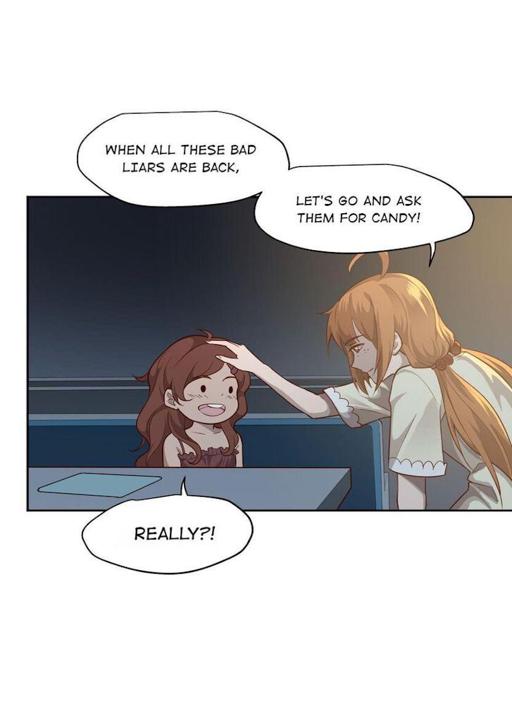 WHEN ALL THESE BAD
LIARS ARE BACK,
LET'S GO AND ASK
THEM FOR CANDY!
REALLY?!